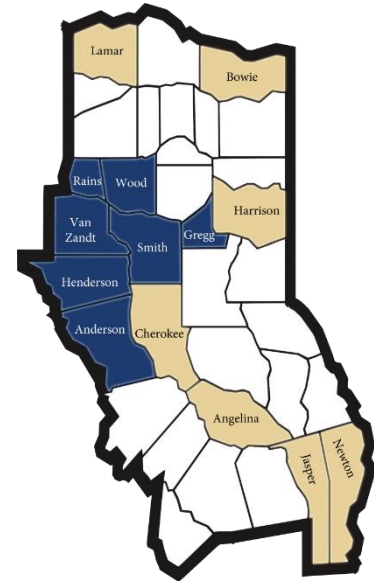 Lamar
Bowie
Rains
Wood
Harrison
Van
Zandt
Smith
Gregg
Henderson
Anderson
Cherokee
Angelina
Jasper
Newton